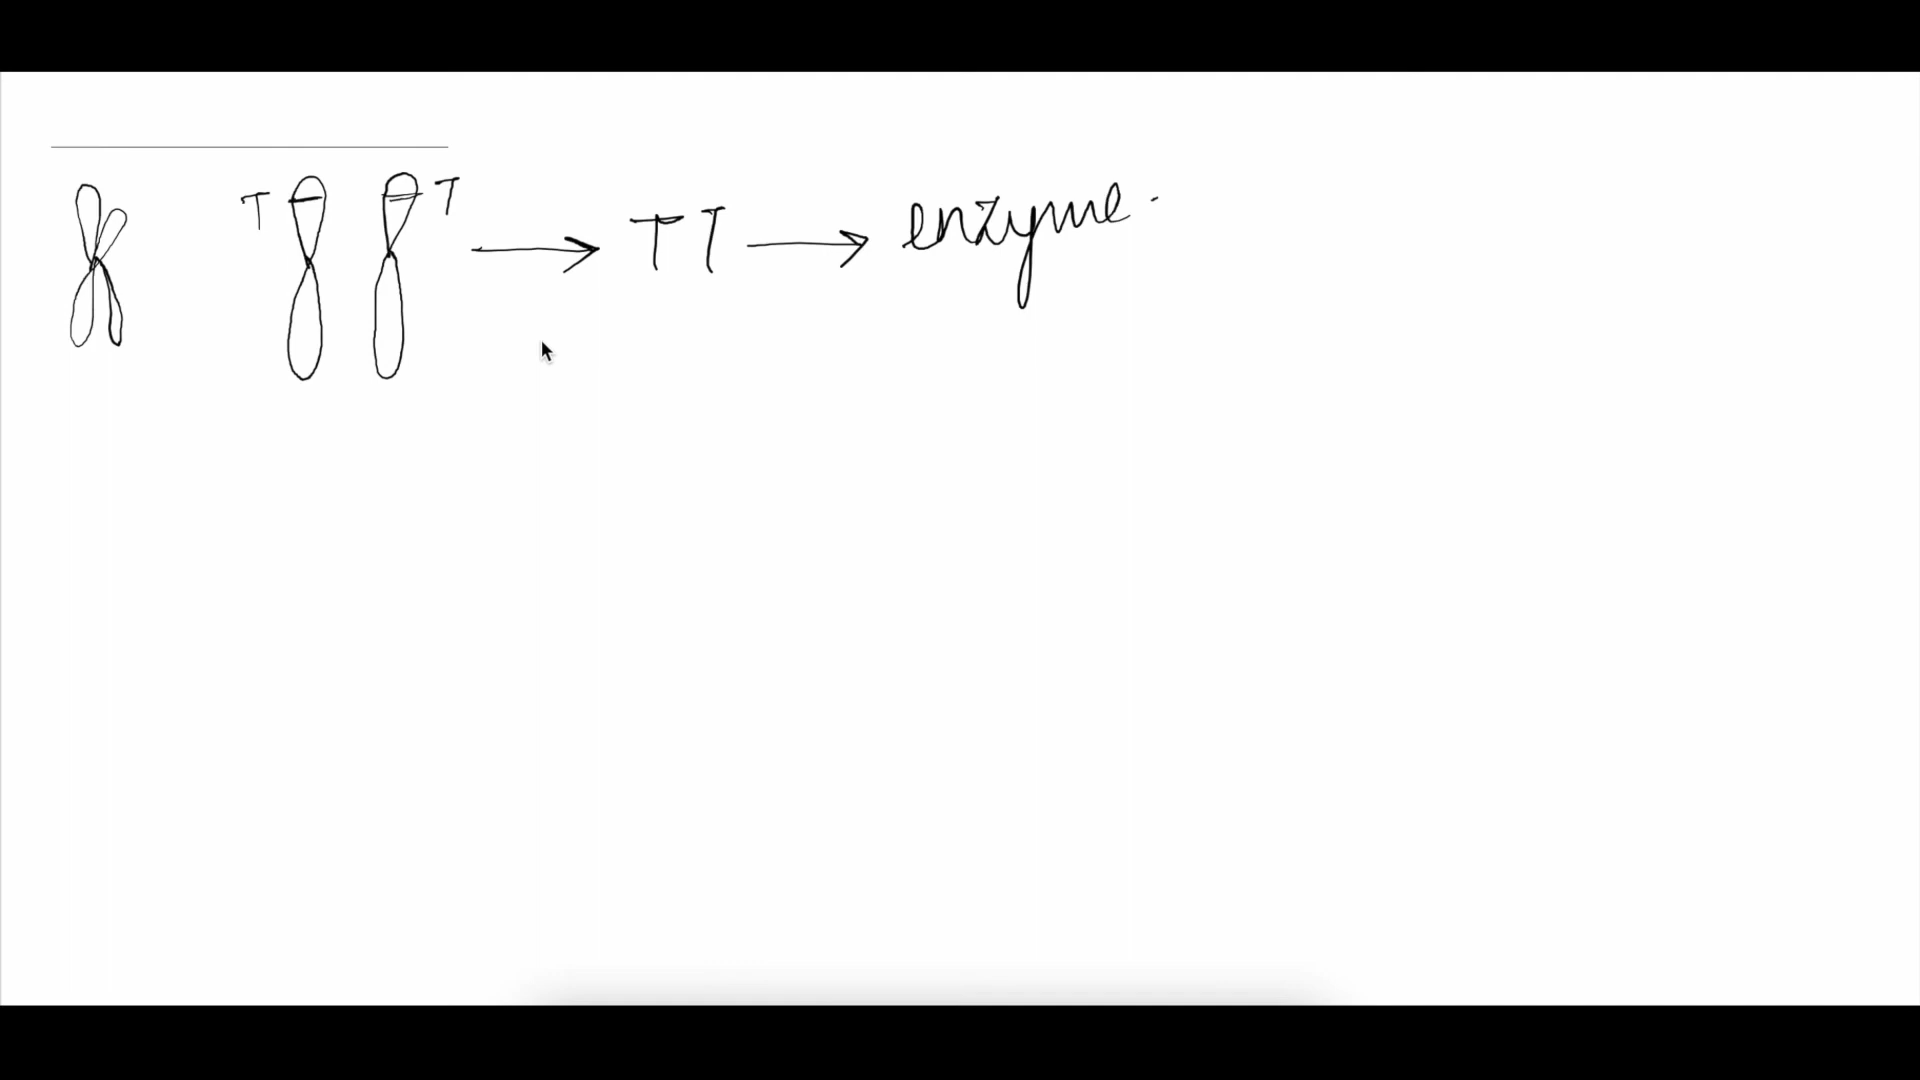 T T → TT → enzyme.